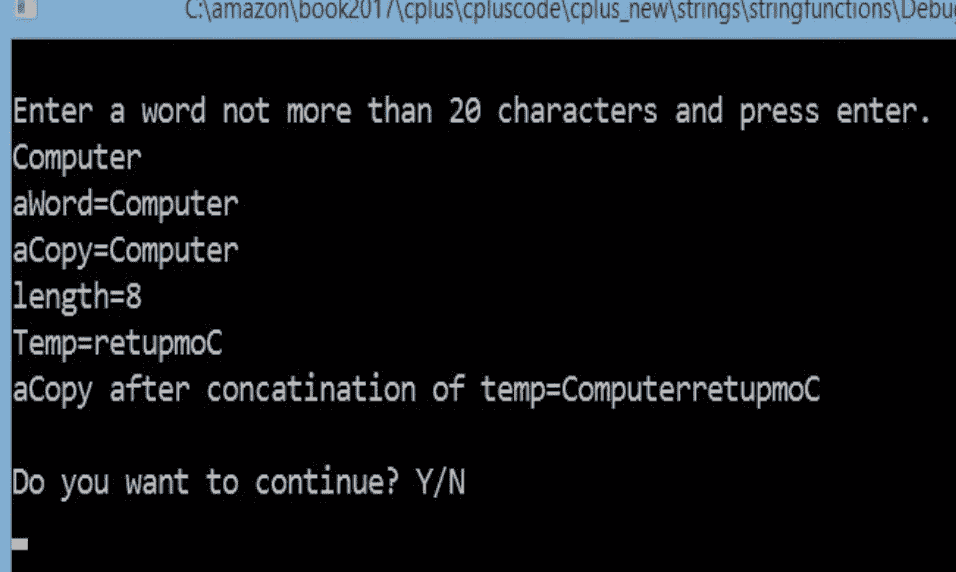 C:\amazon\book2017\cplus\cpluscode\cplus_new\strings\stringfunctions\Debug
Enter a word not more than 20 characters and press enter.
Computer
aWord=Computer
aCopy=Computer
length=8
Temp=retupmoC
aCopy after concatination of temp=ComputerretupmoC
Do you want to continue? Y/N